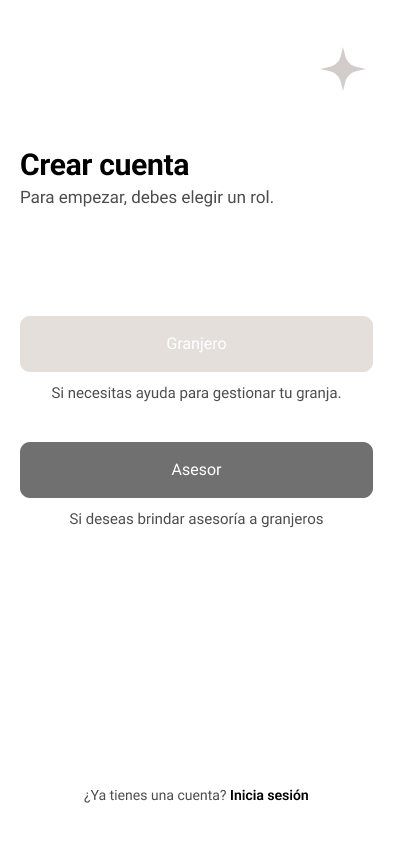 Crear cuenta
Para empezar, debes elegir un rol.
Granjero
Si necesitas ayuda para gestionar tu granja.
Asesor
Si deseas brindar asesoría a granjeros
¿Ya tienes una cuenta? Inicia sesión